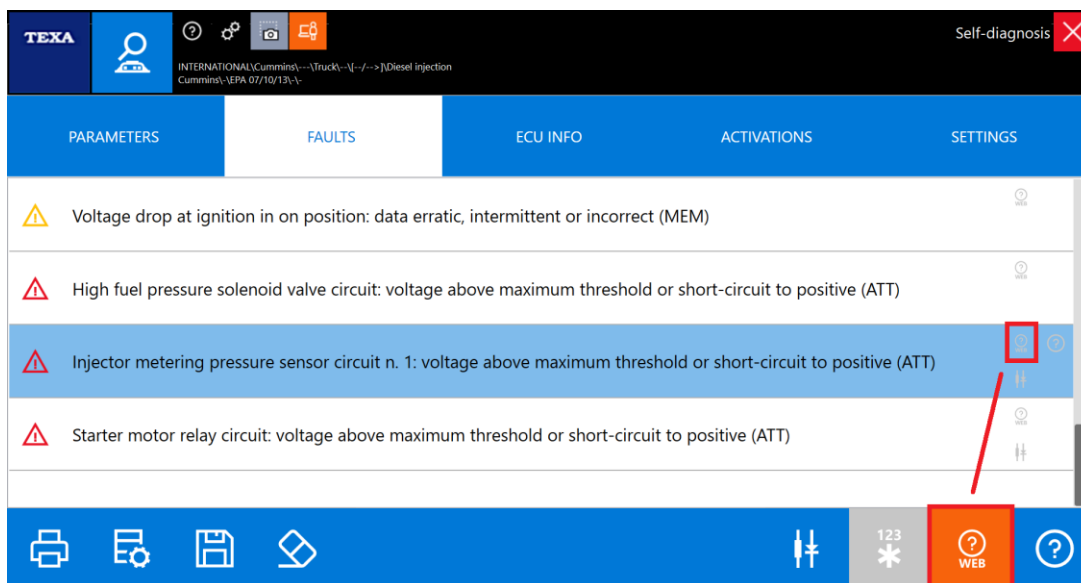 TEXA
Self-diagnosis
INTERNATIONAL\Cummins\---\Truck\--\[--/-->]\Diesel injection
Cummins\-\EPA 07/10/13\-\-
PARAMETERS FAULTS ECU INFO ACTIVATIONS SETTINGS
WEB
Voltage drop at ignition in on position: data erratic, intermittent or incorrect (MEM)
WEB
High fuel pressure solenoid valve circuit: voltage above maximum threshold or short-circuit to positive (ATT)
WEB
Injector metering pressure sensor circuit n. 1: voltage above maximum threshold or short-circuit to positive (ATT)
WEB
Starter motor relay circuit: voltage above maximum threshold or short-circuit to positive (ATT)
123
WEB